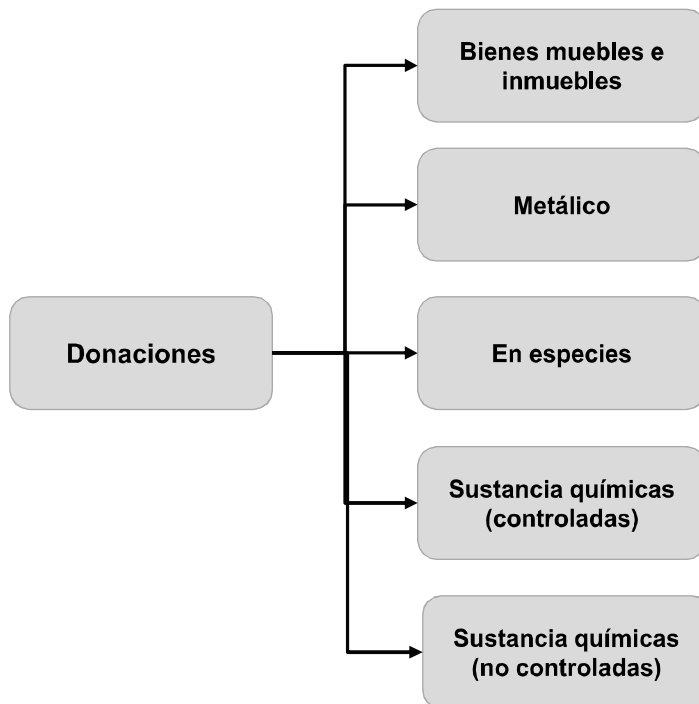 Bienes muebles e
inmuebles
Metálico
Donaciones
En especies
Sustancia químicas
(controladas)
Sustancia químicas
(no controladas)